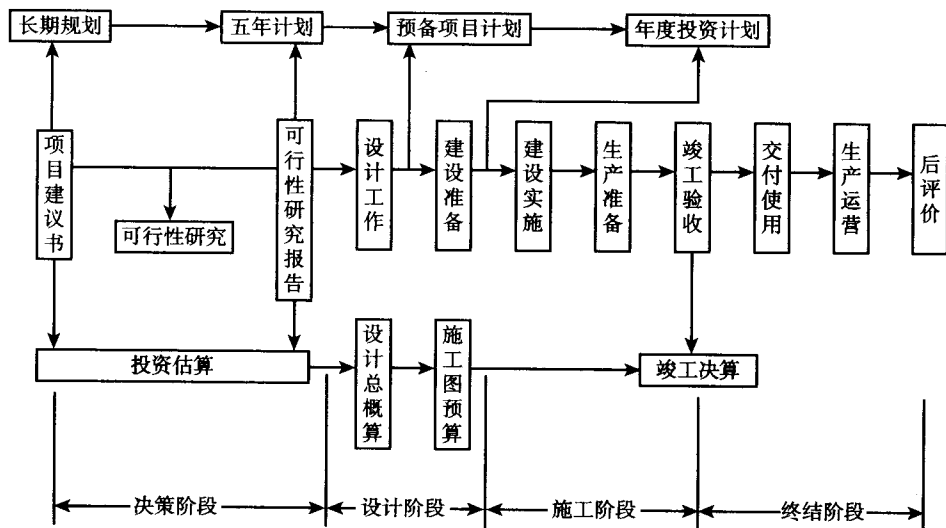 长期规划
五年计划
预备项目计划
年度投资计划
项目建议书
可行性研究
可行性研究报告
设计工作
建设准备
建设实施
生产准备
竣工验收
交付使用
生产运营
后评价
投资估算
设计总概算
施工图预算
竣工决算
决策阶段
设计阶段
施工阶段
终结阶段